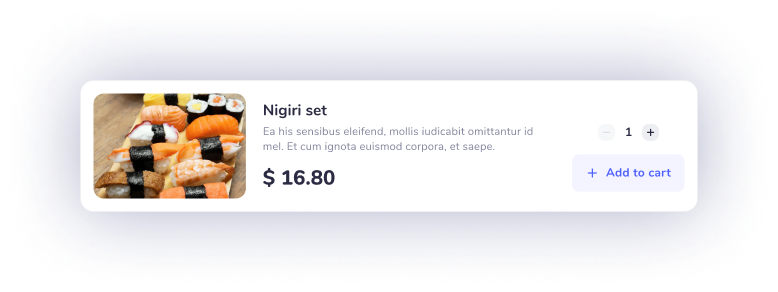 Nigiri set
Ea his sensibus eleifend, mollis iudicabit omittantur id
mel. Et cum ignota euismod corpora, et saepe.
$ 16.80
− 1 +
+ Add to cart